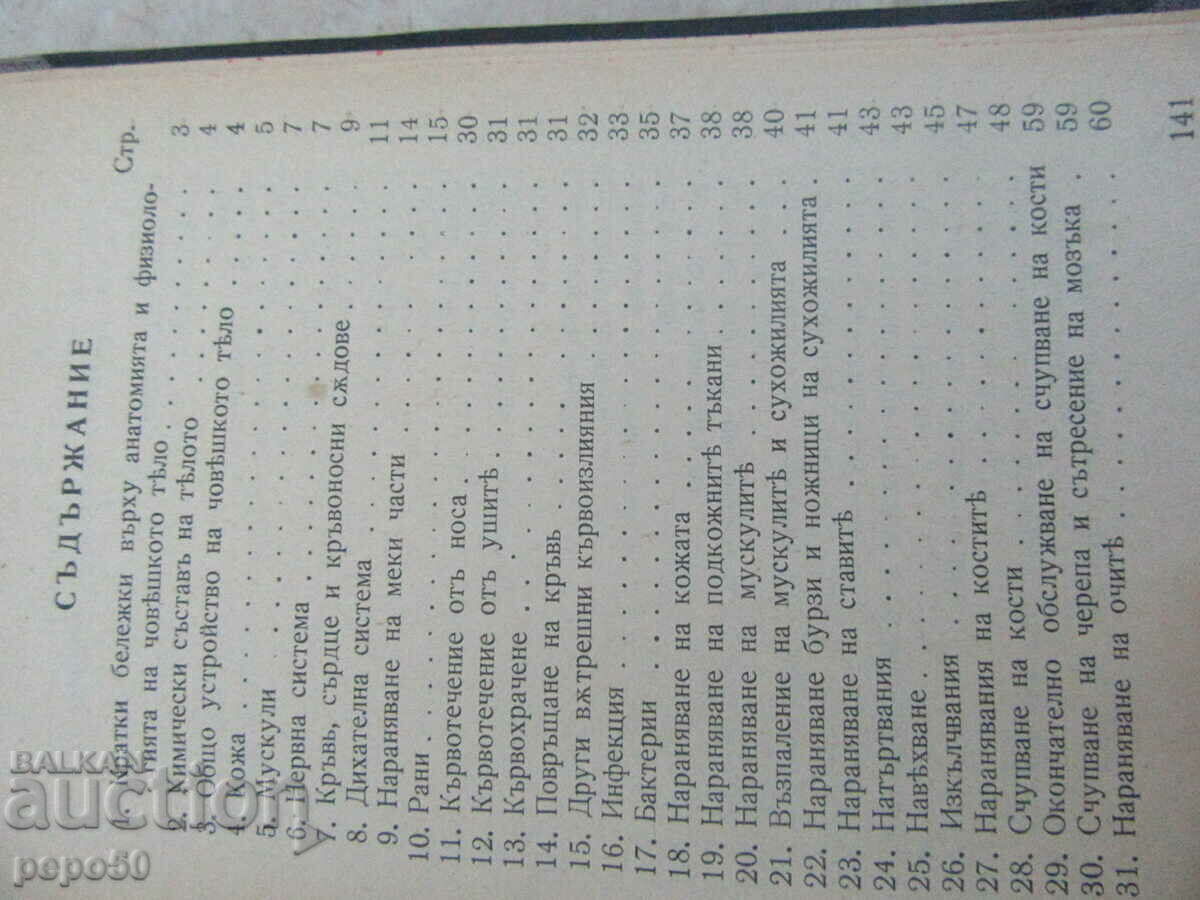 СЪДЪРЖАНИЕ
Стр.
1. Кратки бележки върху анатомията и физиоло-
гията на човѣшкото тѣло . . . . . . . . . . 3
2. Химически съставъ на тѣлото . . . . . . . . 4
3. Общо устройство на човѣшкото тѣло . . . . 4
4. Кожа . . . . . . . . . . . . . . . . 5
5. Мускули . . . . . . . . . . . . . . . 7
6. Нервна система . . . . . . . . . . . . 7
7. Кръвь, сърдце и кръвоносни сѫдове . . . . . 9
8. Дихателна система . . . . . . . . . . . 11
9. Нараняване на меки части . . . . . . . . 14
10. Рани . . . . . . . . . . . . . . . . 15
11. Кървотечение отъ носа . . . . . . . . . . 30
12. Кървотечение отъ ушитѣ . . . . . . . . . 31
13. Кървохрачене . . . . . . . . . . . . . 31
14. Повръщане на кръвь . . . . . . . . . . . 31
15. Други вѫтрешни кървоизлияния . . . . . . . 32
16. Инфекция . . . . . . . . . . . . . . . 33
17. Бактерии . . . . . . . . . . . . . . . 35
18. Нараняване на кожата . . . . . . . . . . 37
19. Нараняване на подкожнитѣ тъкани . . . . . 38
20. Нараняване на мускулитѣ . . . . . . . . . 38
21. Възпаление на мускулитѣ и сухожилията . . . 40
22. Нараняване бурзи и ножници на сухожилията . 41
23. Нараняване на ставитѣ . . . . . . . . . . 41
24. Натъртвания . . . . . . . . . . . . . . 43
25. Навѣхване . . . . . . . . . . . . . . . 43
26. Изкълчвания . . . . . . . . . . . . . . 45
27. Наранявания на коститѣ . . . . . . . . . 47
28. Счупване на кости . . . . . . . . . . . 48
29. Окончателно обслужване на счупване на кости 59
30. Счупване на черепа и сътресение на мозъка . 59
31. Нараняване на очитѣ . . . . . . . . . . . 60
141
BALKAN
auction
pepo50